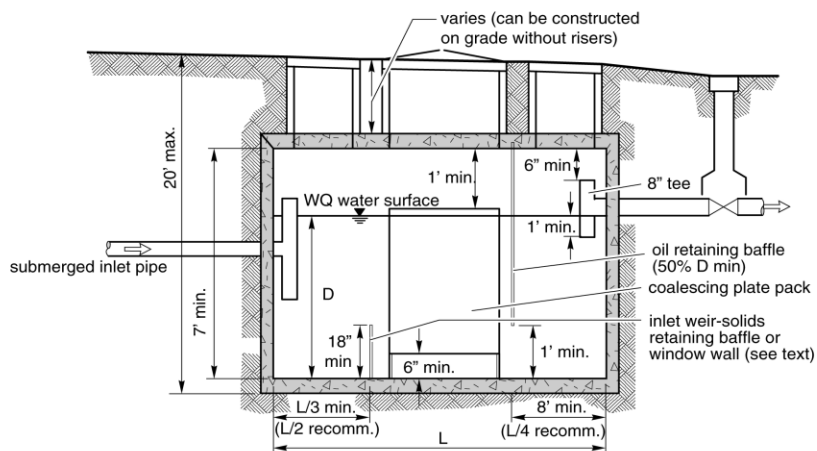 varies (can be constructed
on grade without risers)
20’ max.
7’ min.
1’ min.
6” min
8” tee
WQ water surface
1’ min.
submerged inlet pipe
D
oil retaining baffle
(50% D min)
coalescing plate pack
inlet weir-solids
retaining baffle or
window wall (see text)
18”
min
6” min.
1’ min.
L/3 min.
(L/2 recomm.)
8’ min.
(L/4 recomm.)
L